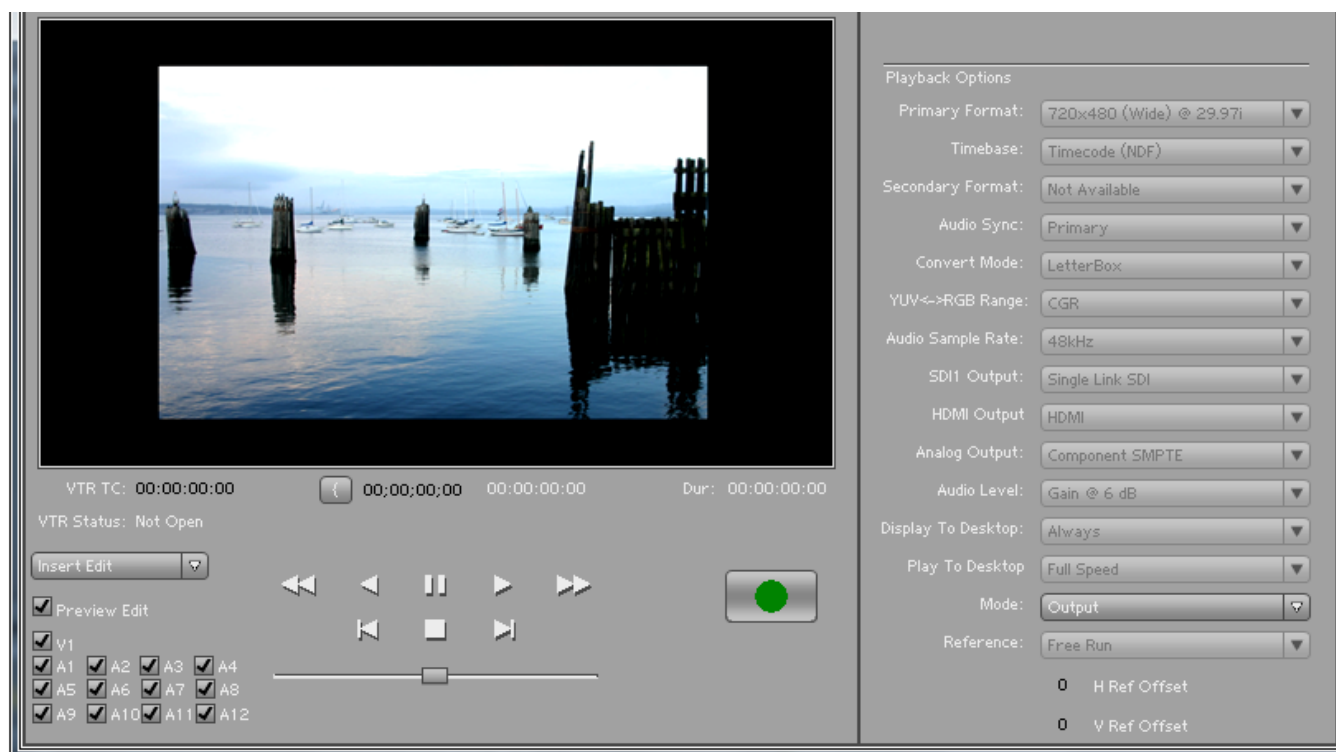 Playback Options
Primary Format: 720x480 (Wide) @ 29.97i
Timebase: Timecode (NDF)
Secondary Format: Not Available
Audio Sync: Primary
Convert Mode: LetterBox
YUV<->RGB Range: CGR
Audio Sample Rate: 48kHz
SDI1 Output: Single Link SDI
HDMI Output HDMI
Analog Output: Component SMPTE
Audio Level: Gain @ 6 dB
Display To Desktop: Always
Play To Desktop Full Speed
Mode: Output
Reference: Free Run
0 H Ref Offset
0 V Ref Offset
VTR TC: 00:00:00:00 { 00;00;00;00 00:00:00:00 Dur: 00:00:00:00
VTR Status: Not Open
Insert Edit
Preview Edit
V1
A1 A2 A3 A4
A5 A6 A7 A8
A9 A10 A11 A12